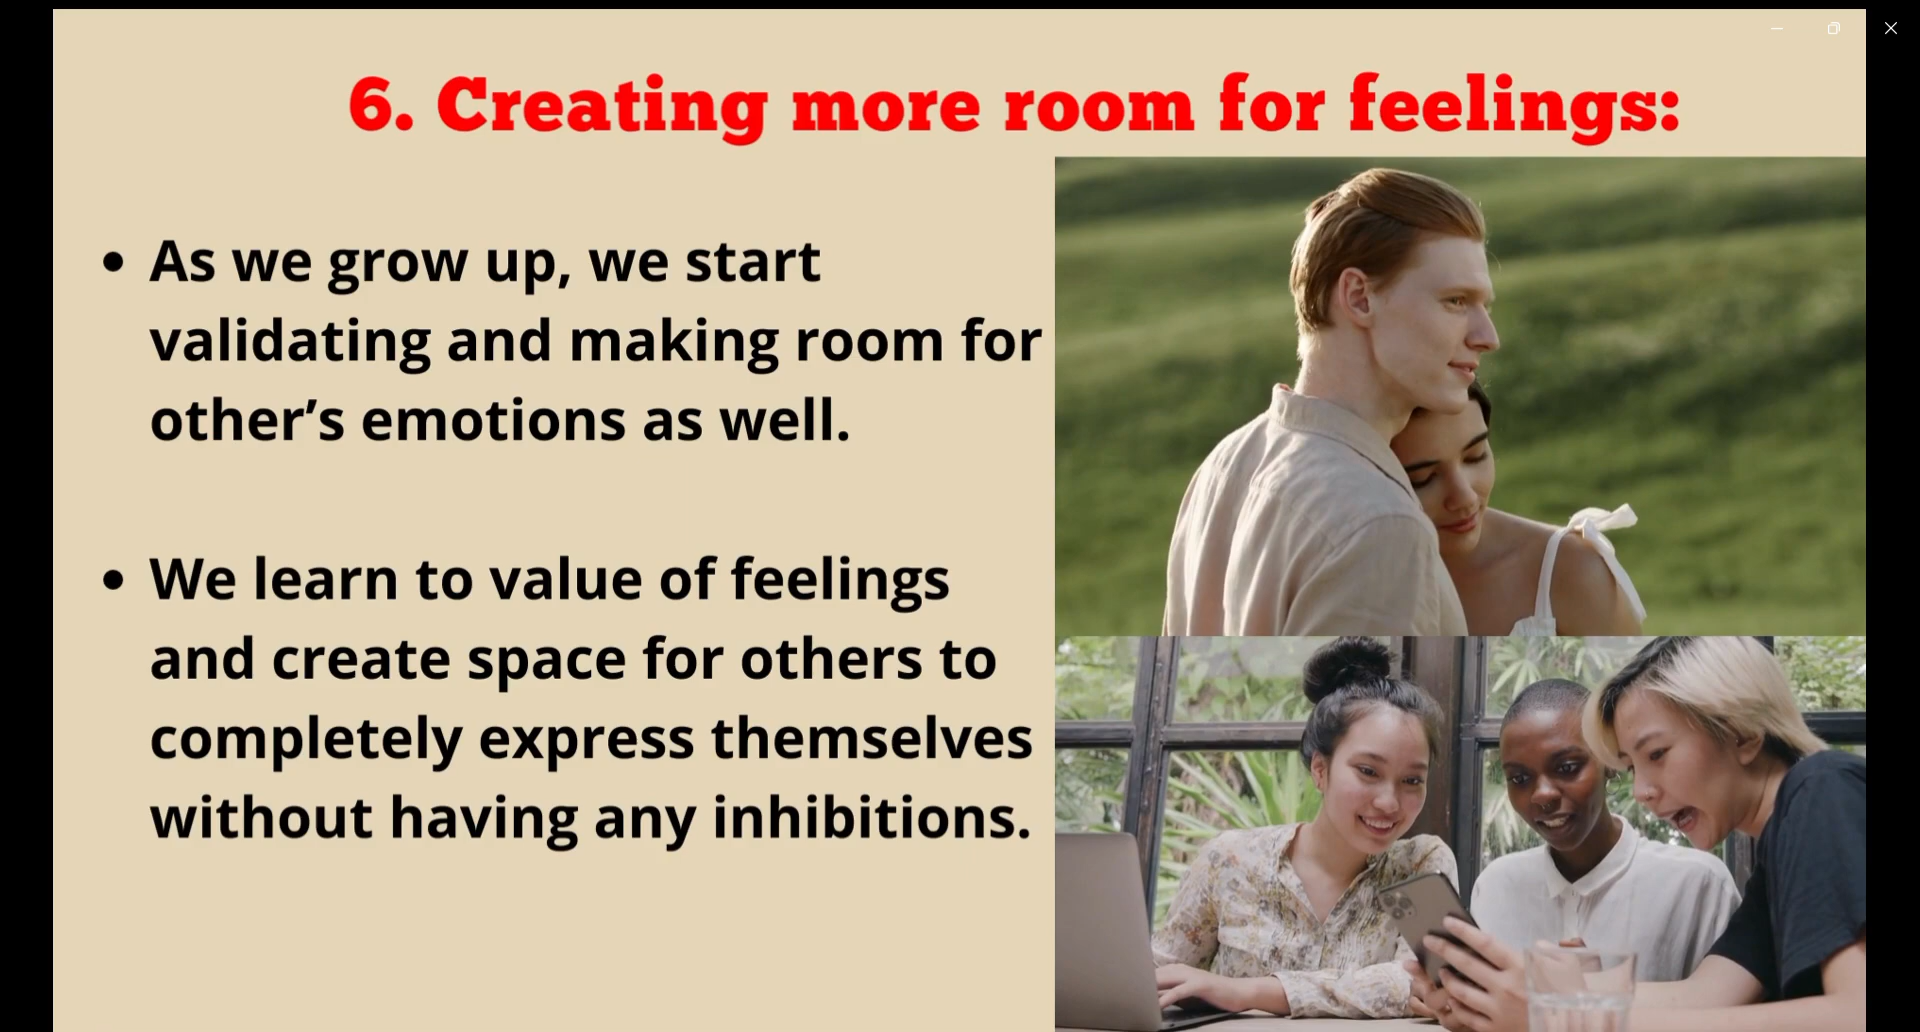 6. Creating more room for feelings:
• As we grow up, we start
validating and making room for
other’s emotions as well.
• We learn to value of feelings
and create space for others to
completely express themselves
without having any inhibitions.